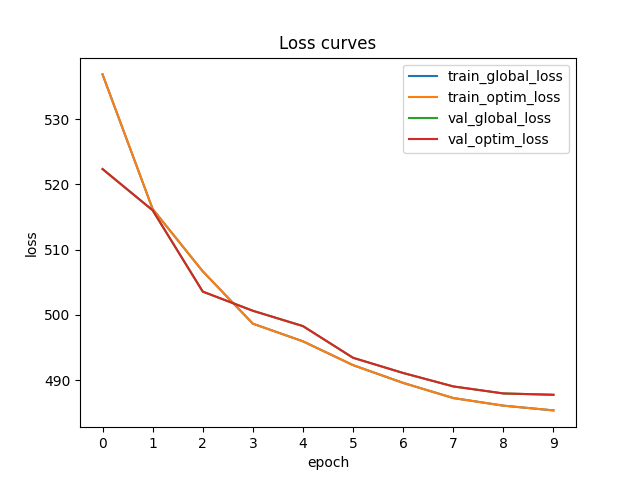 Loss curves
train_global_loss
train_optim_loss
val_global_loss
val_optim_loss
530
520
510
500
490
loss
0 1 2 3 4 5 6 7 8 9
epoch